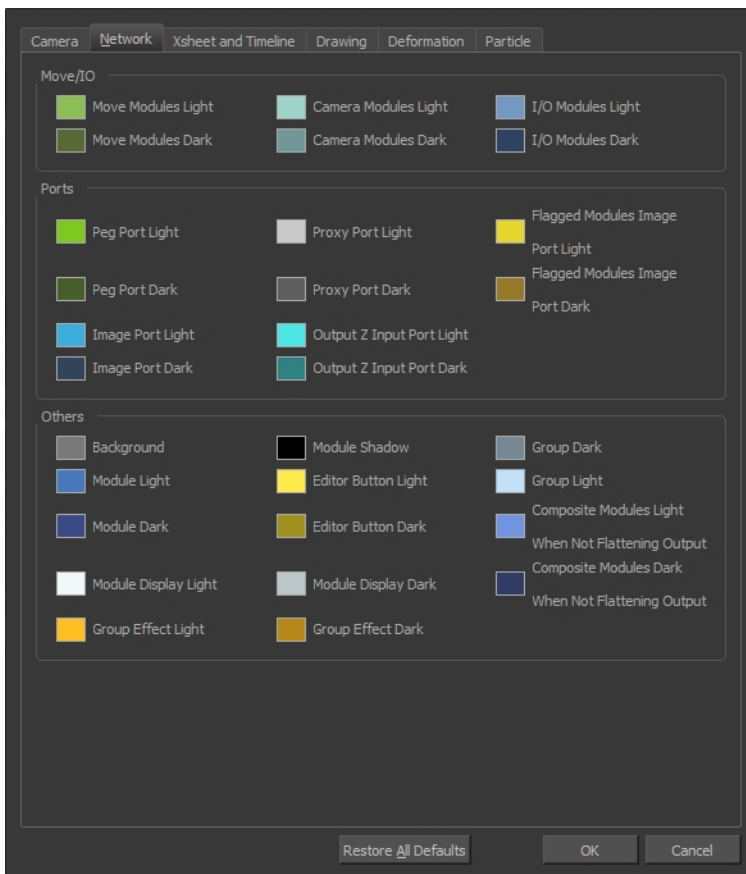 Camera Network Xsheet and Timeline Drawing Deformation Particle
Move/IO
Move Modules Light Camera Modules Light I/O Modules Light
Move Modules Dark Camera Modules Dark I/O Modules Dark
Ports
Peg Port Light Proxy Port Light Flagged Modules Image
Port Light
Peg Port Dark Proxy Port Dark Flagged Modules Image
Port Dark
Image Port Light Output Z Input Port Light
Image Port Dark Output Z Input Port Dark
Others
Background Module Shadow Group Dark
Module Light Editor Button Light Group Light
Module Dark Editor Button Dark Composite Modules Light
When Not Flattening Output
Module Display Light Module Display Dark Composite Modules Dark
When Not Flattening Output
Group Effect Light Group Effect Dark
Restore All Defaults OK Cancel